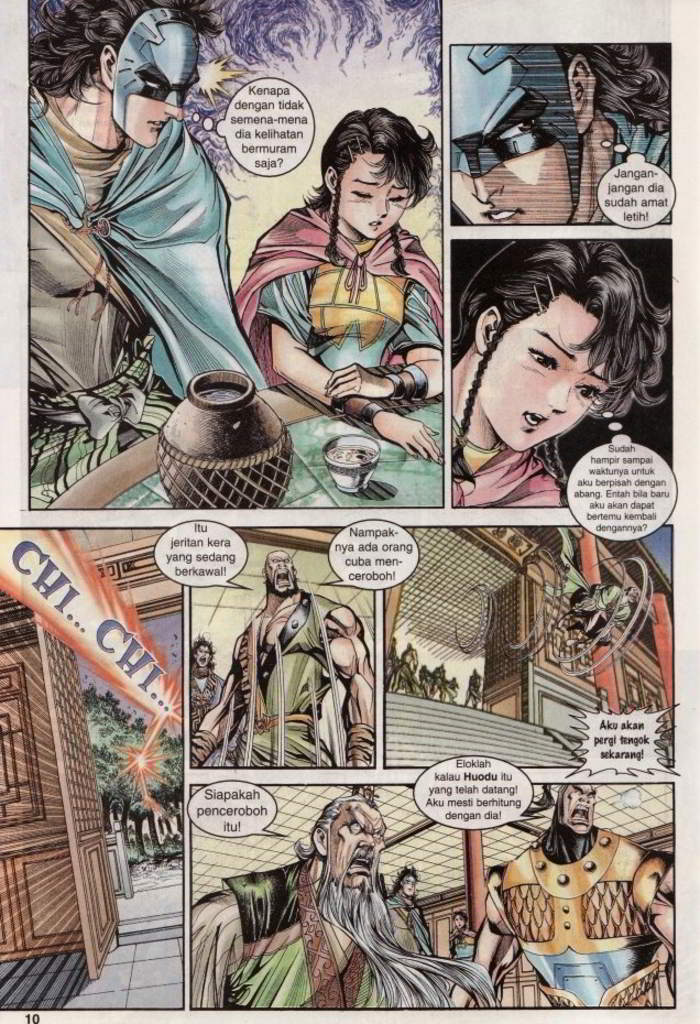 Kenapa
dengan tidak
semena-mena
dia kelihatan
bermuram
saja?
Jangan-
jangan dia
sudah amat
letih!
Sudah
hampir sampai
waktunya untuk
aku berpisah dengan
abang. Entah bila baru
aku akan dapat
bertemu kembali
dengannya?
CHI... CHI...
Itu
jeritan kera
yang sedang
berkawal!
Nampak-
nya ada orang
cuba men-
ceroboh!
Aku akan
pergi tengok
sekarang!
Siapakah
penceroboh
itu!
Eloklah
kalau Huodu itu
yang telah datang!
Aku mesti berhitung
dengan dia!
10